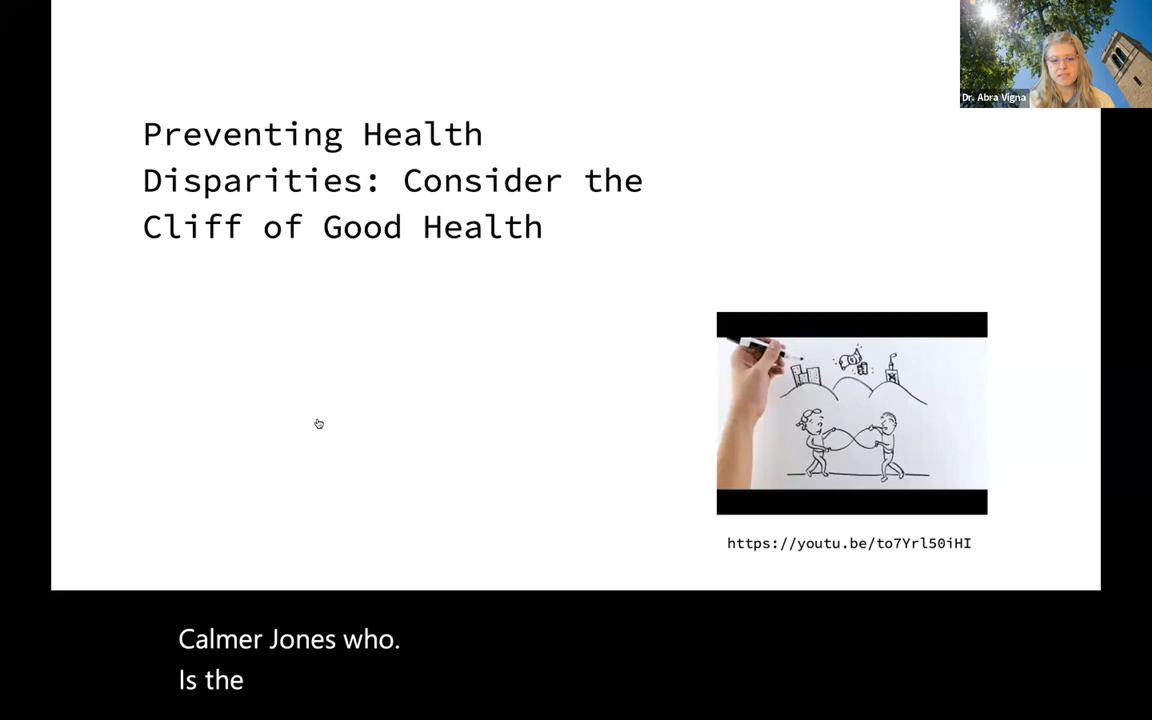 Dr. Abra Vigna
Preventing Health
Disparities: Consider the
Cliff of Good Health
https://youtu.be/to7Yrl50iHI
Calmer Jones who.
Is the